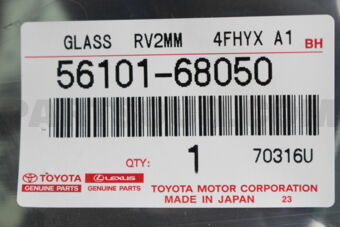 GLASS RV2MM 4FHYX A1 BH
56101-68050
QTY: 1 70316U
TOYOTA LEXUS
GENUINE PARTS GENUINE PARTS
TOYOTA MOTOR CORPORATION
MADE IN JAPAN 23